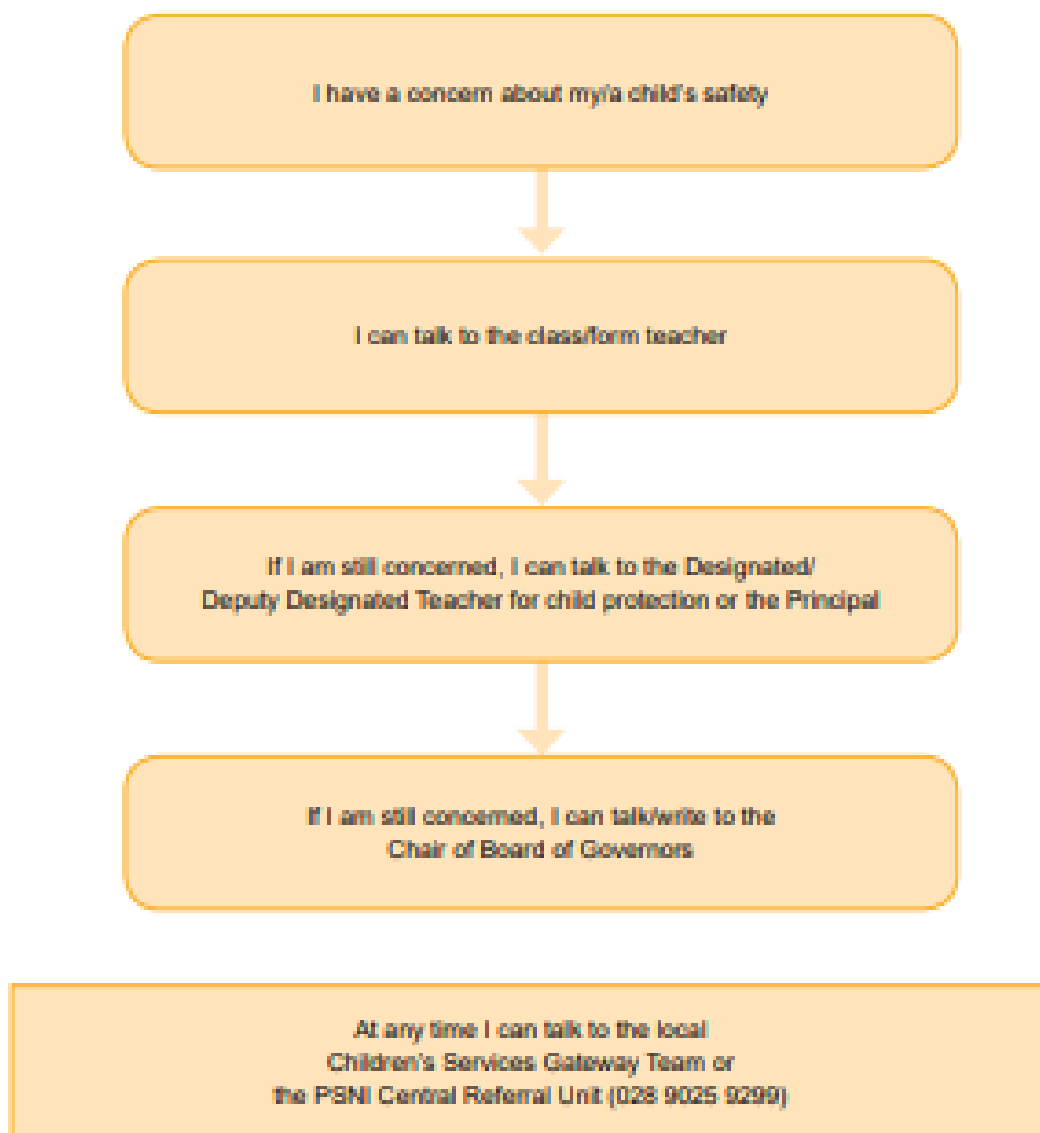 I have a concern about my/a child's safety
I can talk to the class/form teacher
If I am still concerned, I can talk to the Designated/
Deputy Designated Teacher for child protection or the Principal
If I am still concerned, I can talk/write to the
Chair of Board of Governors
At any time I can talk to the local
Children's Services Gateway Team or
the PSNI Central Referral Unit (028 9025 9299)